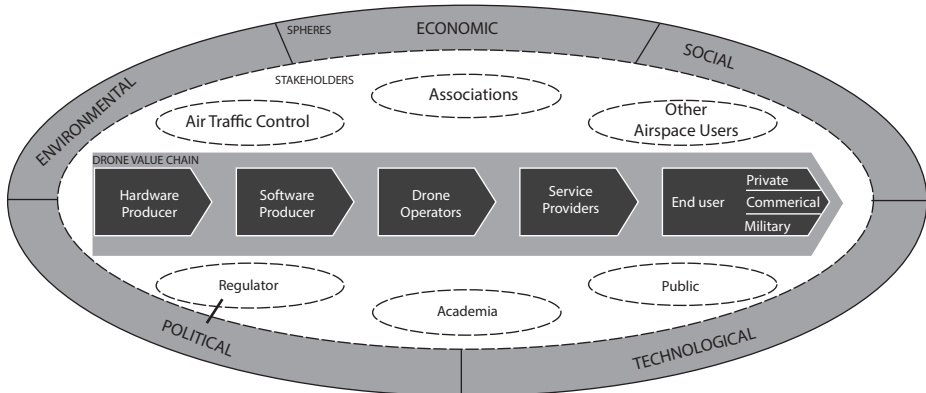 SPHERES
ECONOMIC
SOCIAL
ENVIRONMENTAL
STAKEHOLDERS
Associations
Air Traffic Control
Other
Airspace Users
DRONE VALUE CHAIN
Hardware
Producer
Software
Producer
Drone
Operators
Service
Providers
End user
Private
Commerical
Military
Regulator
Academia
Public
POLITICAL
TECHNOLOGICAL